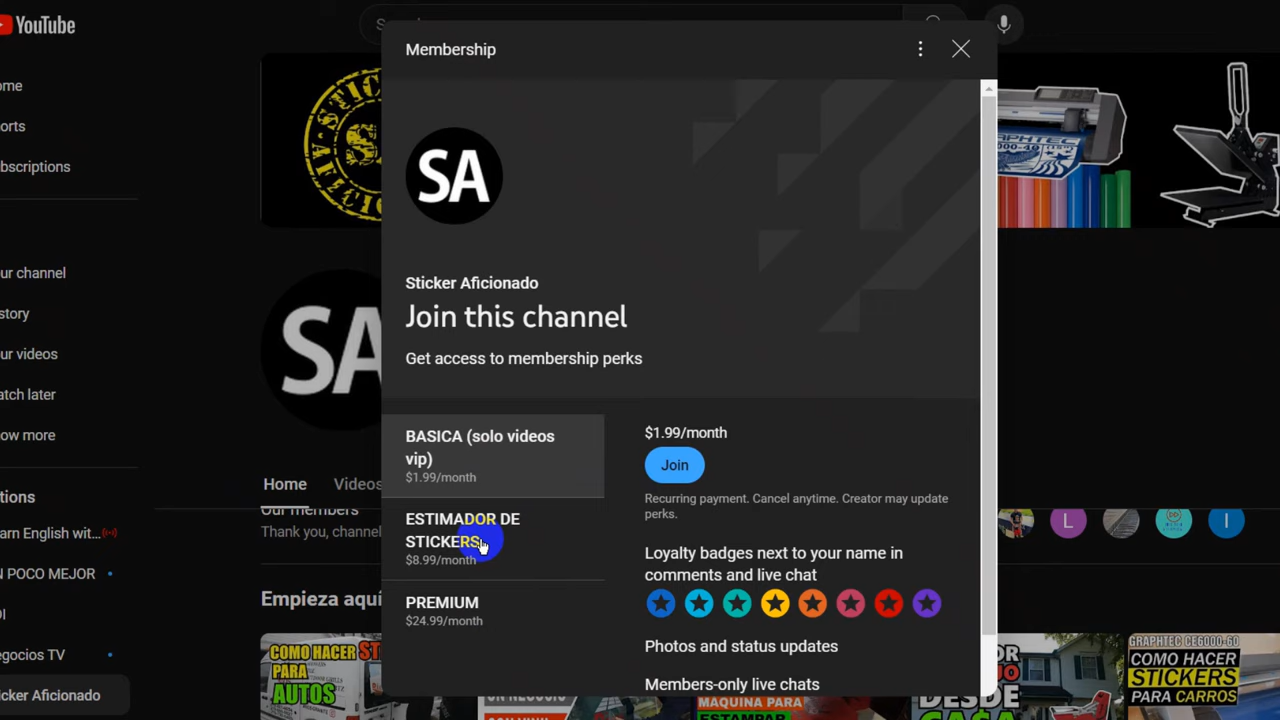 YouTube
Membership
SA
Sticker Aficionado
Join this channel
Get access to membership perks
BASICA (solo videos
vip)
$1.99/month
ESTIMADOR DE
STICKERS
$8.99/month
PREMIUM
$24.99/month
$1.99/month
Join
Recurring payment. Cancel anytime. Creator may update
perks.
Loyalty badges next to your name in
comments and live chat
Photos and status updates
Members-only live chats
ome
orts
bscriptions
ur channel
story
ur videos
atch later
ow more
tions
arn English wit...
N POCO MEJOR
egocios TV
cker Aficionado
SA
Home
Videos
Our members
Thank you, channel
L
I
Empieza aquí
COMO HACER ST
PARA
AUTOS
MAQUINA PARA
ESTAMPAR
DESDE
CASA
GRAPHTEC CE6000-60
COMO HACER
STICKERS
PARA CARROS